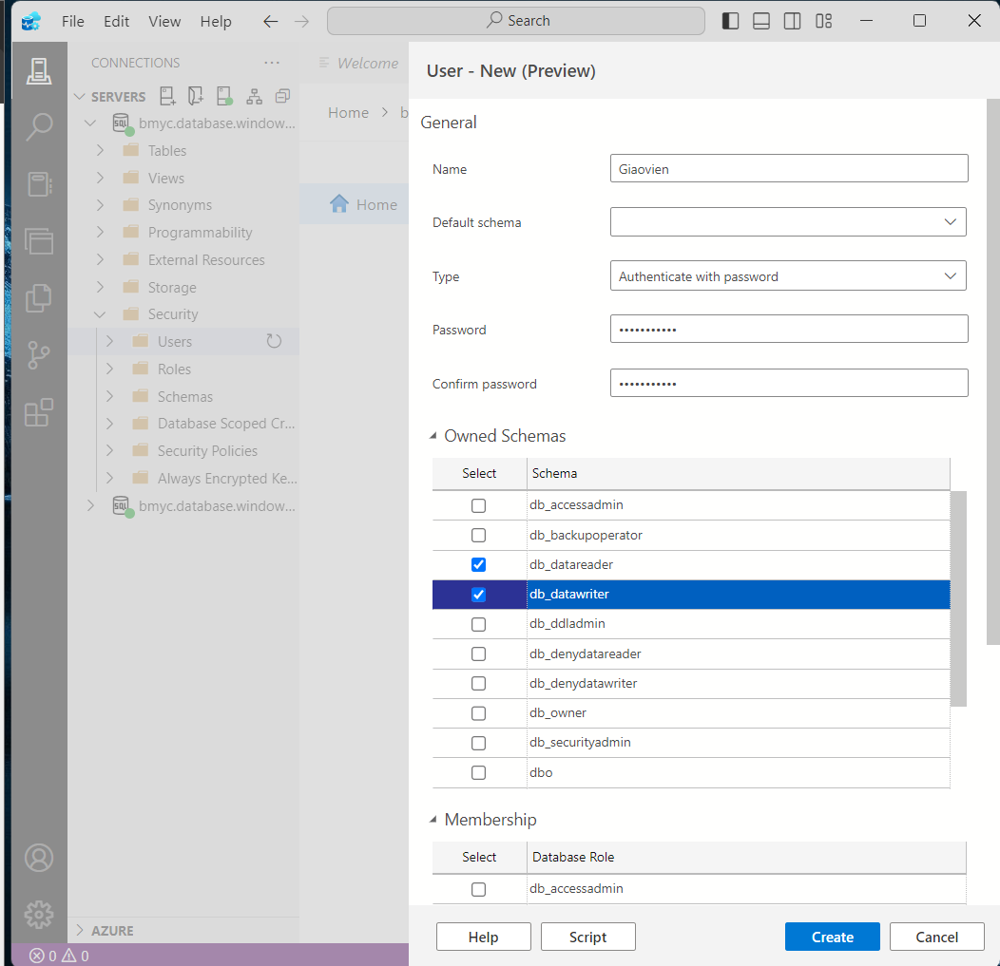 File Edit View Help Search
CONNECTIONS ...
Welcome
User - New (Preview)
SERVERS
bmyc.database.window...
Home > b
General
Tables
Name Giaovien
Views
Synonyms
Home
Default schema
Programmability
External Resources
Type Authenticate with password
Storage
Security
Password •••••••••••
Users
Roles
Confirm password •••••••••••
Schemas
Database Scoped Cr...
Owned Schemas
Security Policies
Always Encrypted Ke...
Select Schema
bmyc.database.window...
db_accessadmin
db_backupoperator
db_datareader
db_datawriter
db_ddladmin
db_denydatareader
db_denydatawriter
db_owner
db_securityadmin
dbo
Membership
Select Database Role
db_accessadmin
AZURE
Help Script Create Cancel
0 0